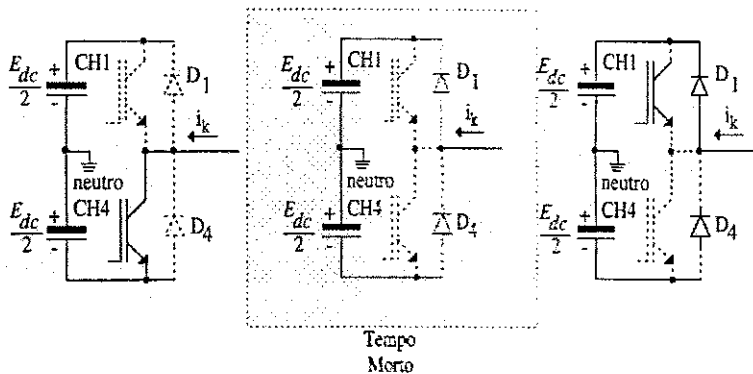 E_dc/2 + - CH1 D1
i_k
neutro
E_dc/2 + - CH4 D4
E_dc/2 + - CH1 D1
i_k
neutro
E_dc/2 + - CH4 D4
E_dc/2 + - CH1 D1
i_k
neutro
E_dc/2 + - CH4 D4
Tempo
Morto